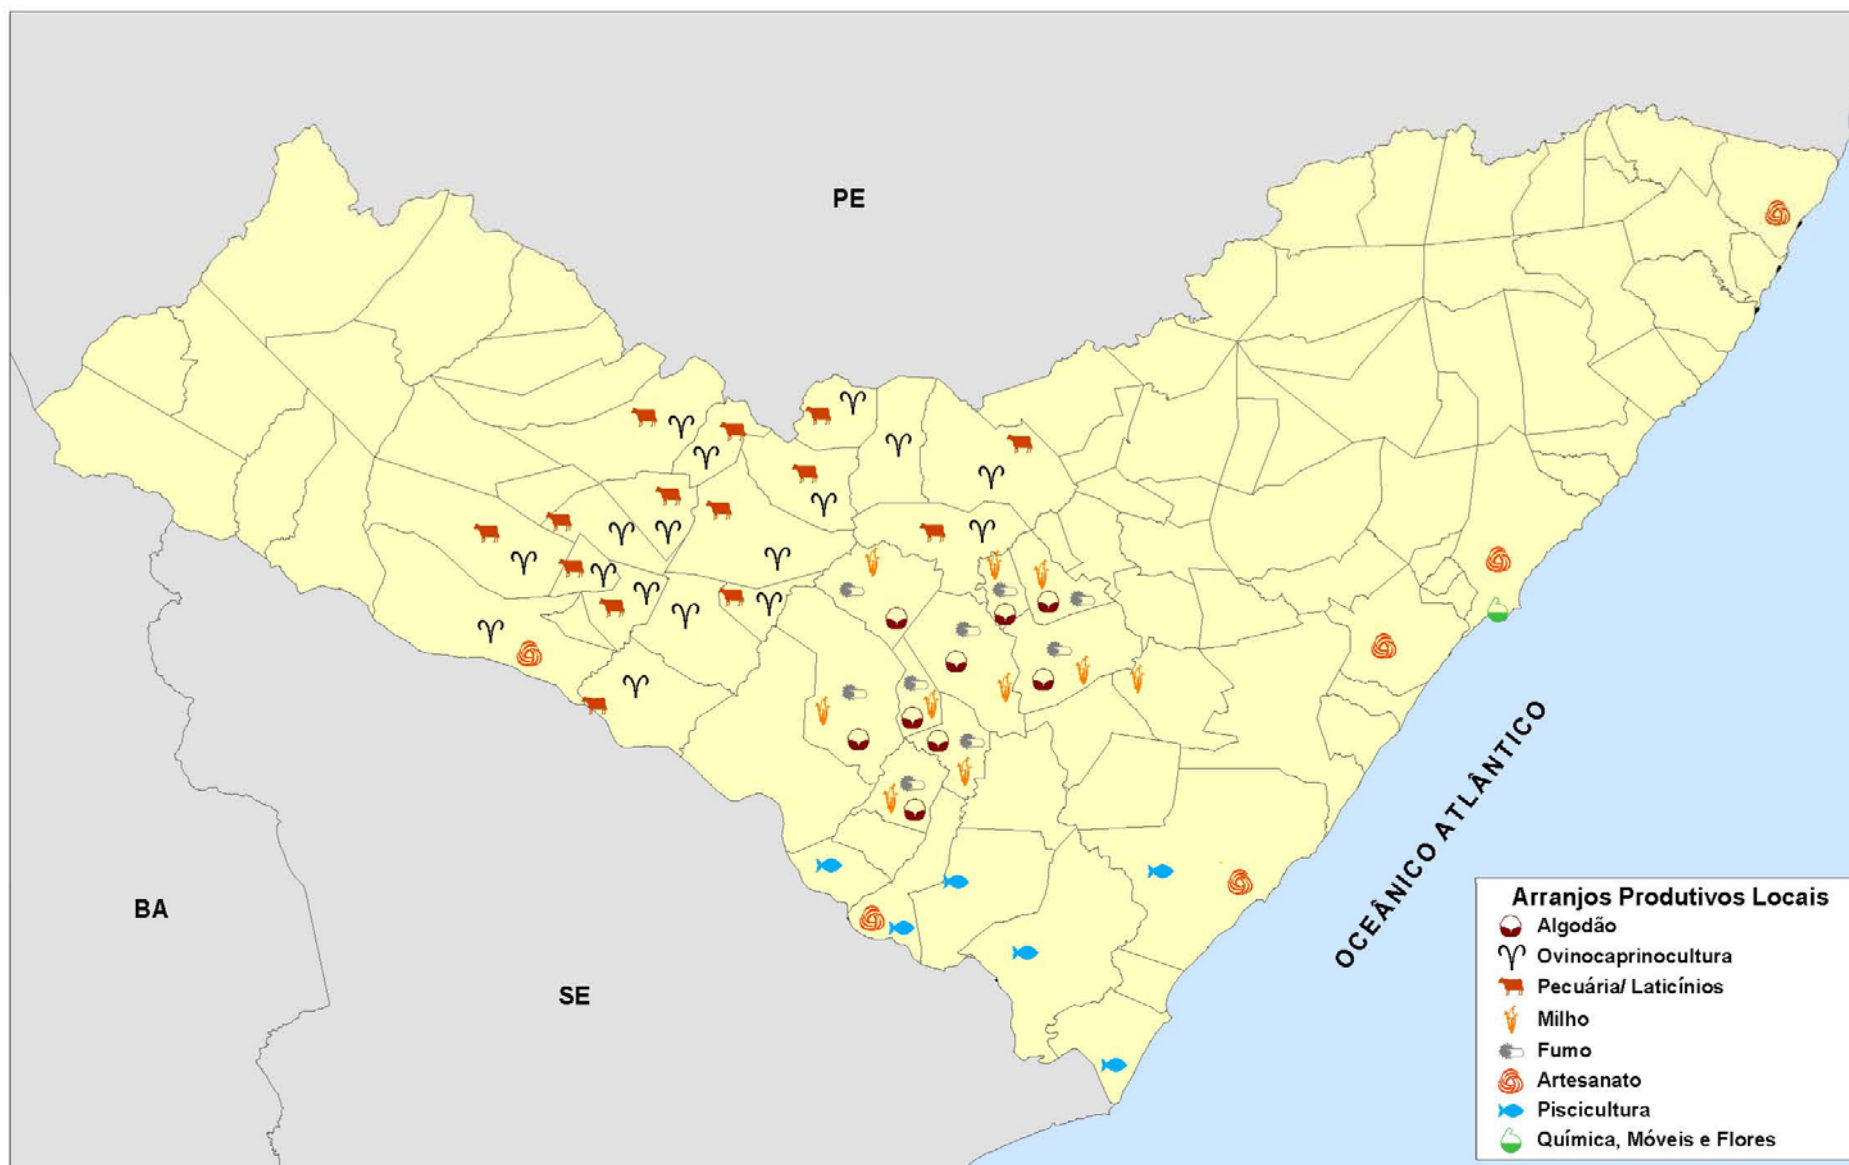 PE
BA
SE
OCEÂNICO ATLÂNTICO
Arranjos Produtivos Locais
Algodão
Ovinocaprinocultura
Pecuária/ Laticínios
Milho
Fumo
Artesanato
Piscicultura
Química, Móveis e Flores